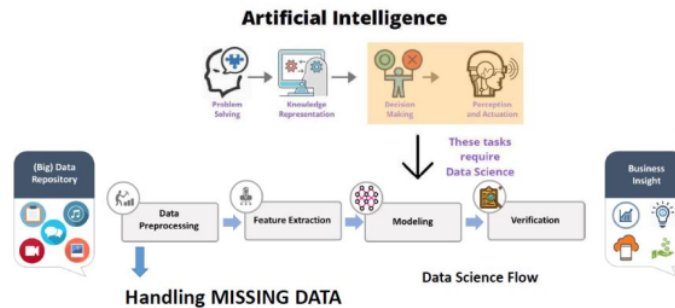 Artificial Intelligence
Problem
Solving
Knowledge
Representation
Decision
Making
Perception
and Actuation
These tasks
require
Data Science
(Big) Data
Repository
Business
Insight
Data
Preprocessing
Feature Extraction
Modeling
Verification
Data Science Flow
Handling MISSING DATA